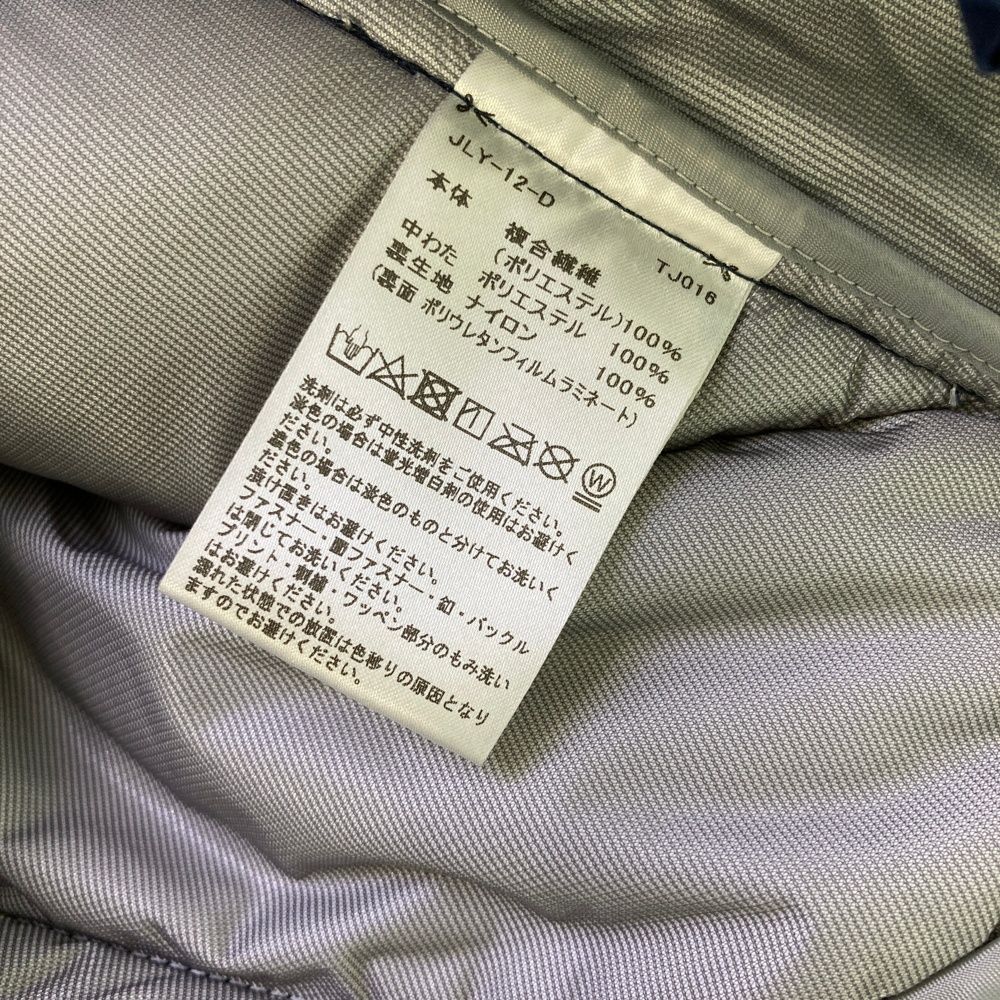 JLY-12-D
TJ016
本体 複合繊維
(ポリエステル)100%
中わた ポリエステル 100%
裏生地 ナイロン 100%
(裏面 ポリウレタンフィルムラミネート)
W
洗剤は必ず中性洗剤をご使用ください。
淡色の場合は蛍光増白剤の使用はお避けく
ださい。
濃色の場合は淡色のものと分けてお洗いく
ださい。
漬け置きはお避けください。
ファスナー・面ファスナー・釦・バックル
は閉じてお洗いください。
プリント・刺繍・ワッペン部分のもみ洗い
はお避けください。
濡れた状態での放置は色移りの原因となり
ますのでお避けください。